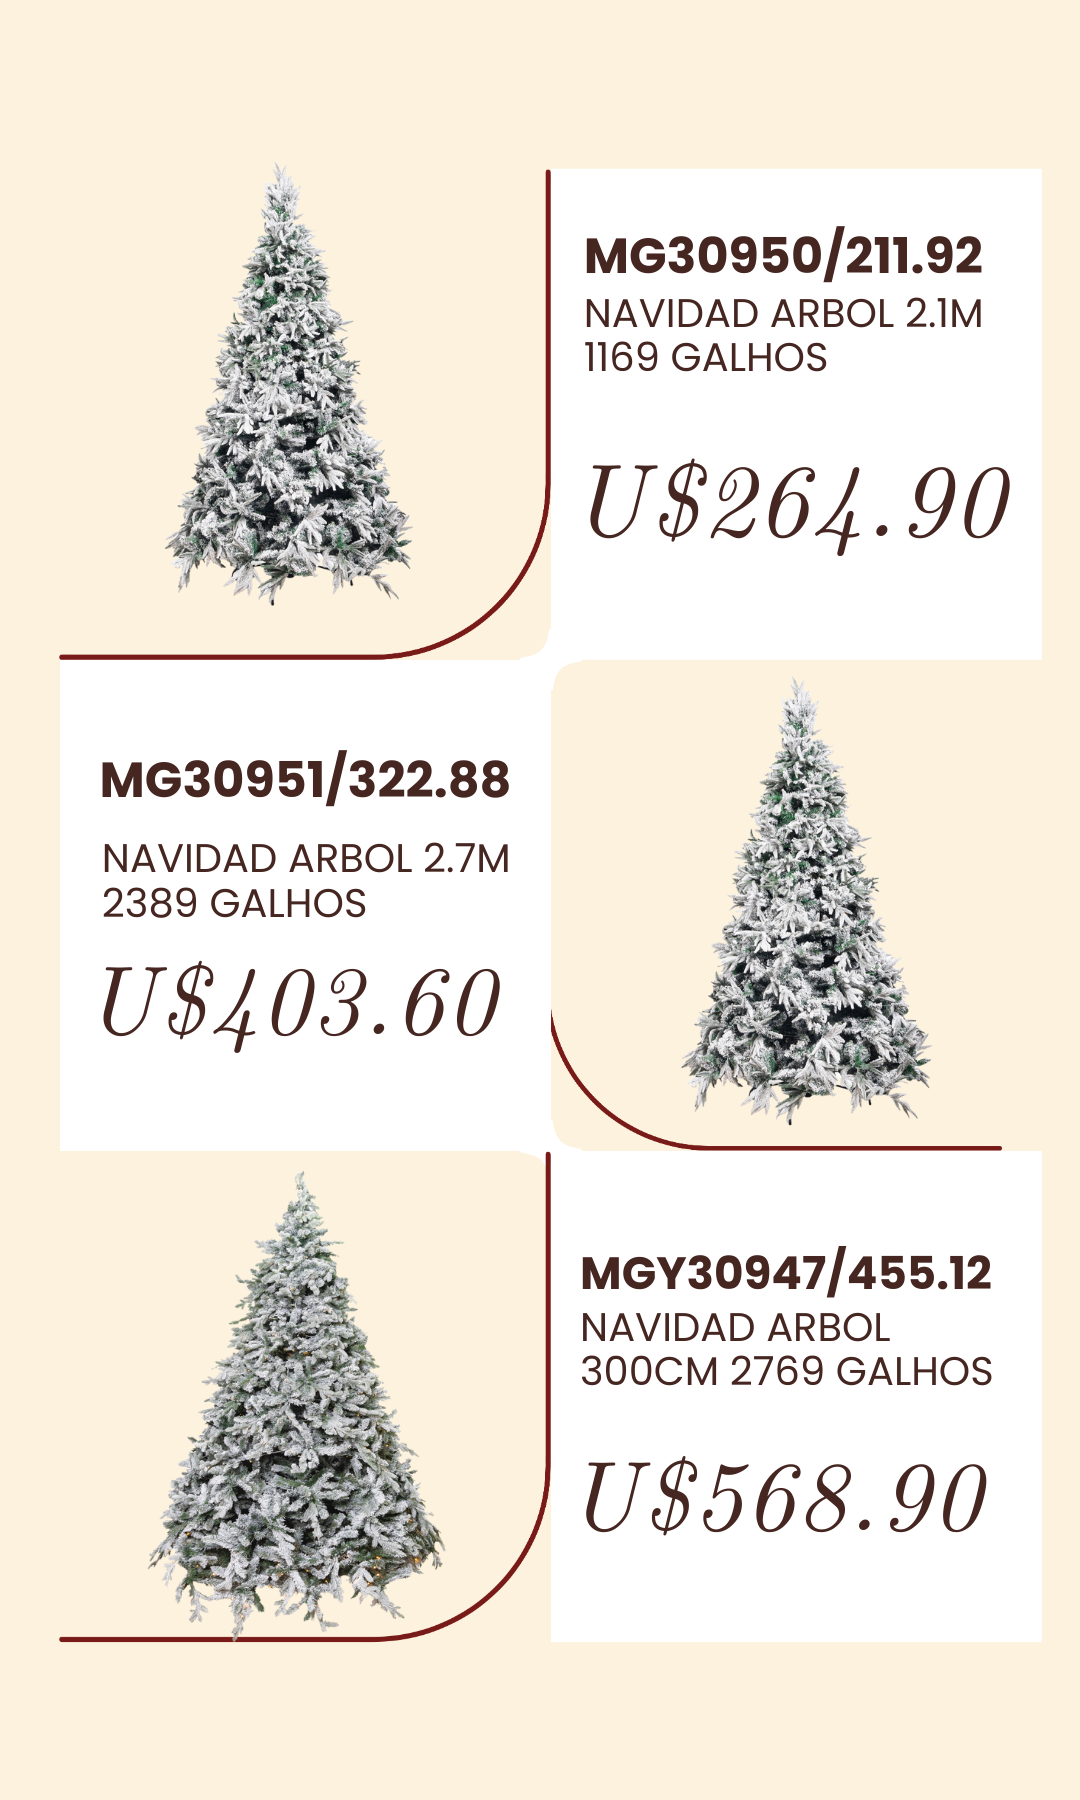 MG30950/211.92
NAVIDAD ARBOL 2.1M
1169 GALHOS
U$264.90
MG30951/322.88
NAVIDAD ARBOL 2.7M
2389 GALHOS
U$403.60
MGY30947/455.12
NAVIDAD ARBOL
300CM 2769 GALHOS
U$568.90